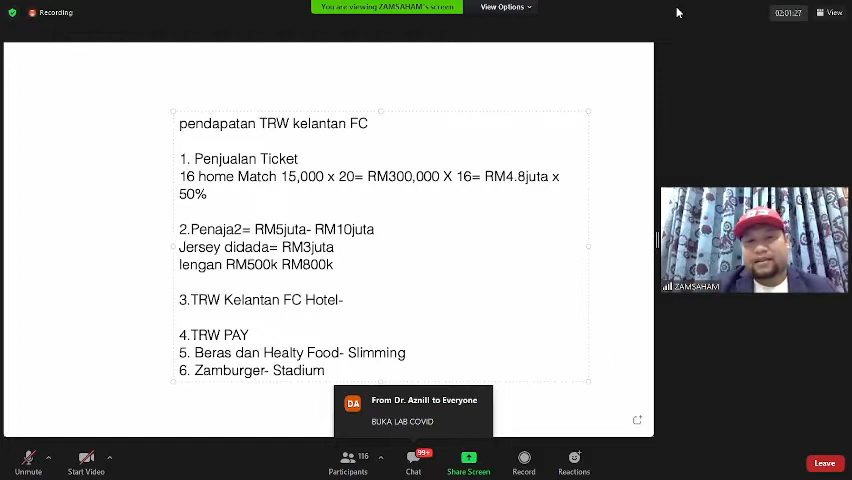 Recording
You are viewing ZAMSAHAM's screen
View Options
02:01:27
View
pendapatan TRW kelantan FC
1. Penjualan Ticket
16 home Match 15,000 x 20= RM300,000 X 16= RM4.8juta x
50%
2.Penaja2= RM5juta- RM10juta
Jersey didada= RM3juta
lengan RM500k RM800k
3.TRW Kelantan FC Hotel-
4.TRW PAY
5. Beras dan Healty Food- Slimming
6. Zamburger- Stadium
ZAMSAHAM
DA
From Dr. Aznill to Everyone
BUKA LAB COVID
Unmute
Start Video
116
Participants
99+
Chat
Share Screen
Record
Reactions
Leave